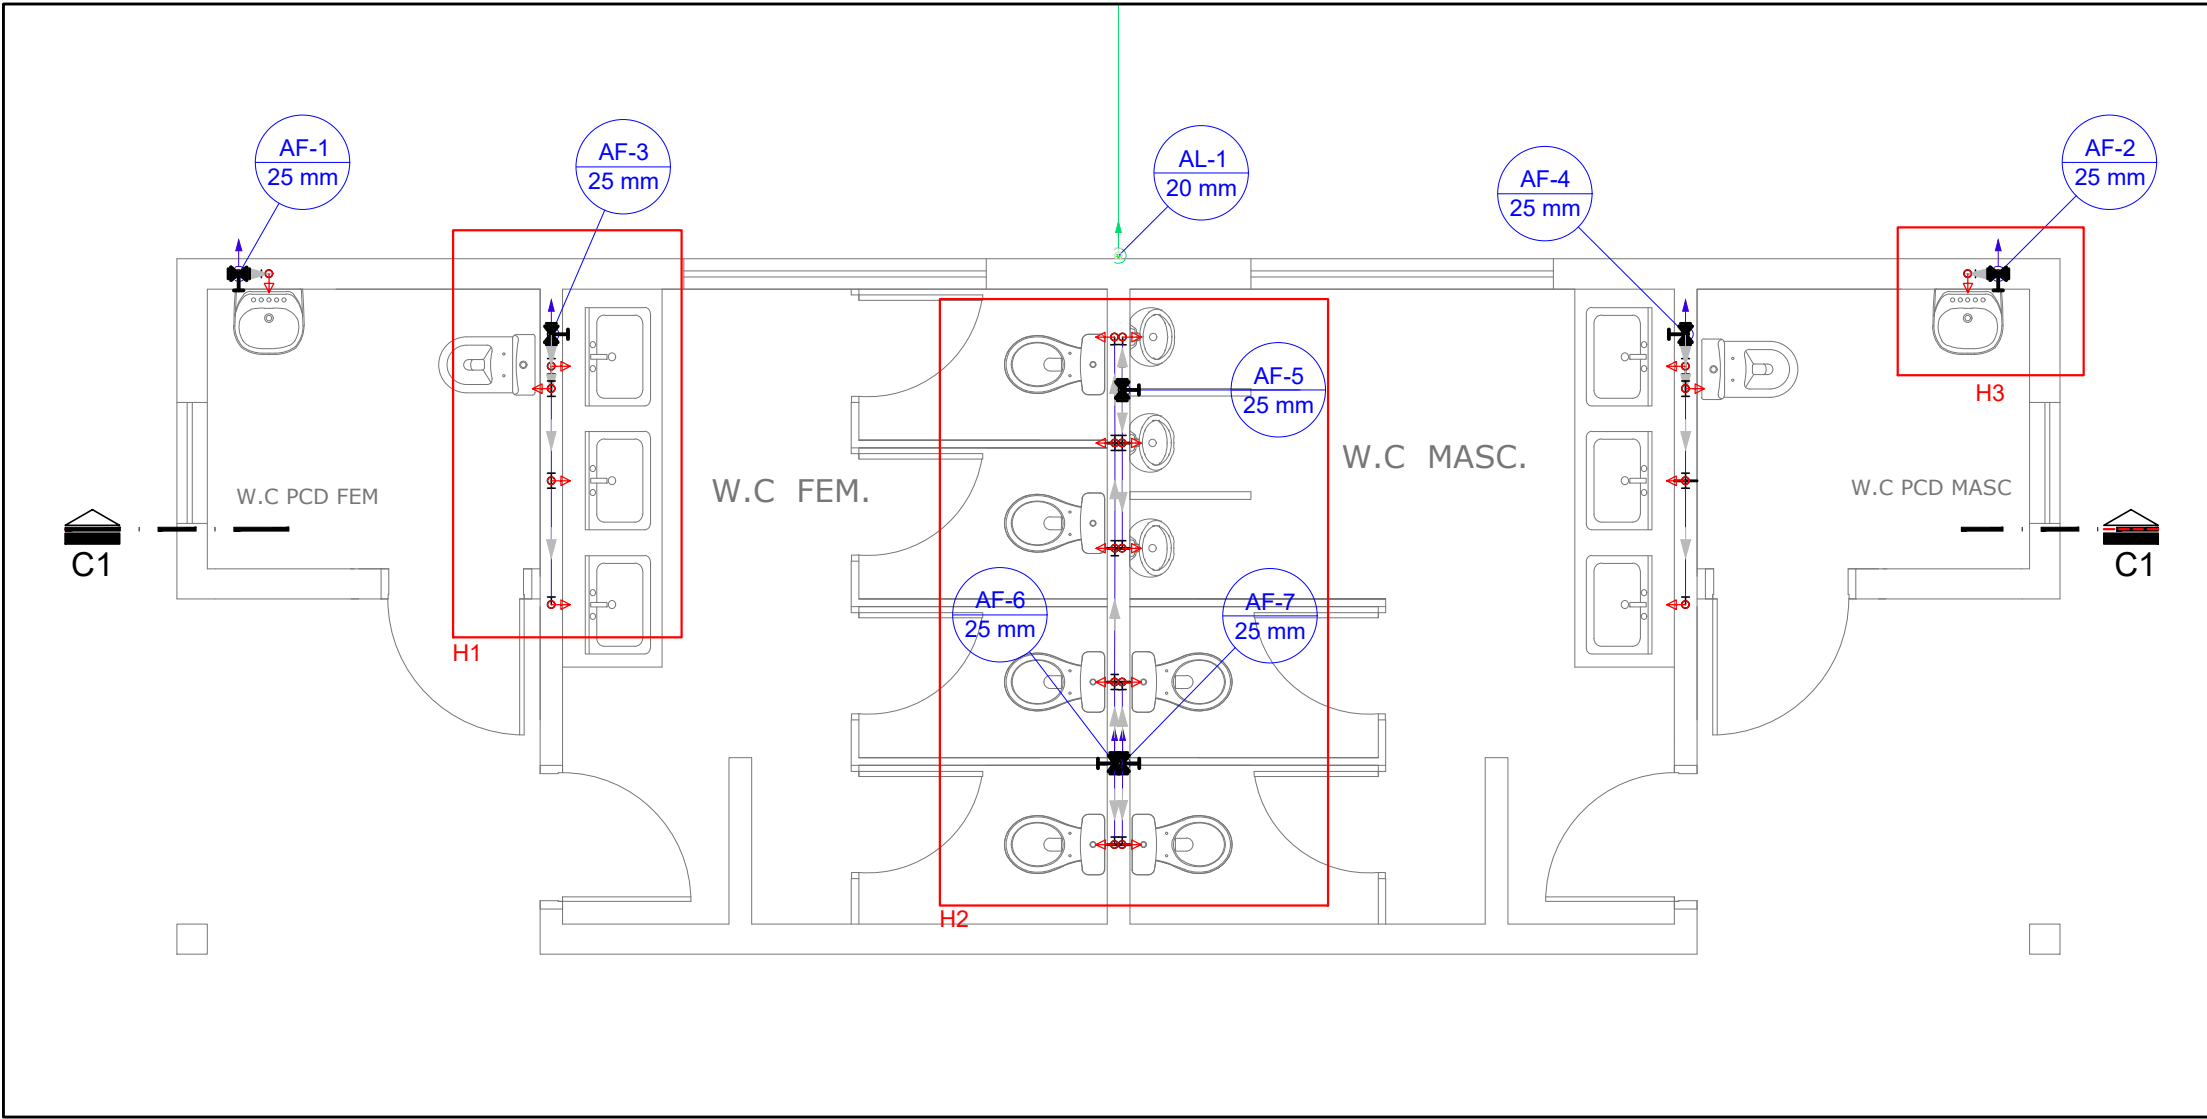 AF-1
25 mm
AF-3
25 mm
AL-1
20 mm
AF-4
25 mm
AF-2
25 mm
AF-5
25 mm
H3
W.C MASC.
W.C FEM.
W.C PCD FEM
W.C PCD MASC
C1
C1
AF-6
25 mm
AF-7
25 mm
H1
H2